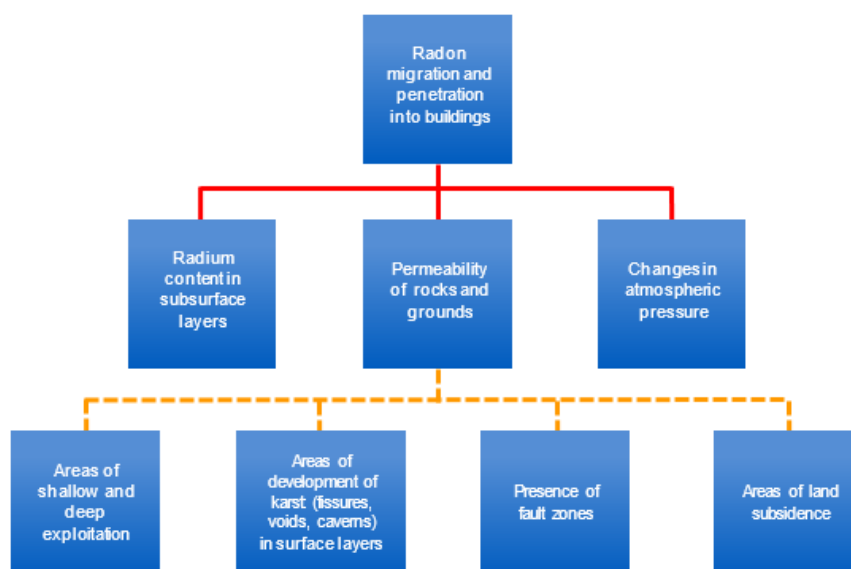 Radon
migration and
penetration
into buildings
Radium
content in
subsurface
layers
Permeability
of rocks and
grounds
Changes in
atmospheric
pressure
Areas of
shallow and
deep
exploitation
Areas of
development of
karst (fissures,
voids, caverns)
in surface layers
Presence of
fault zones
Areas of land
subsidence